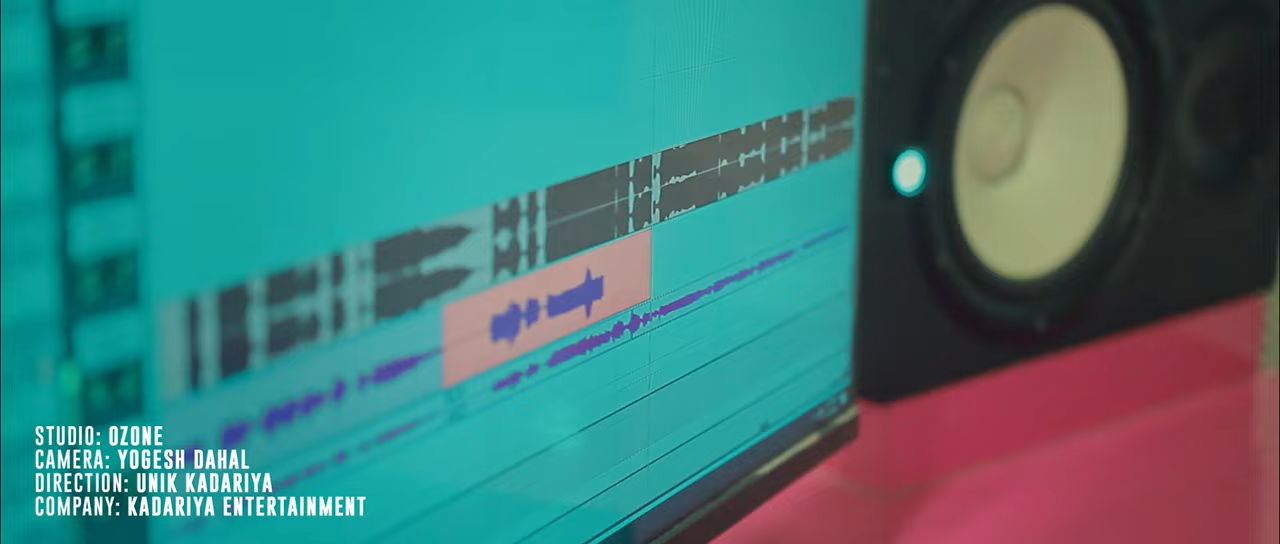 STUDIO: OZONE
CAMERA: YOGESH DAHAL
DIRECTION: UNIK KADARIYA
COMPANY: KADARIYA ENTERTAINMENT